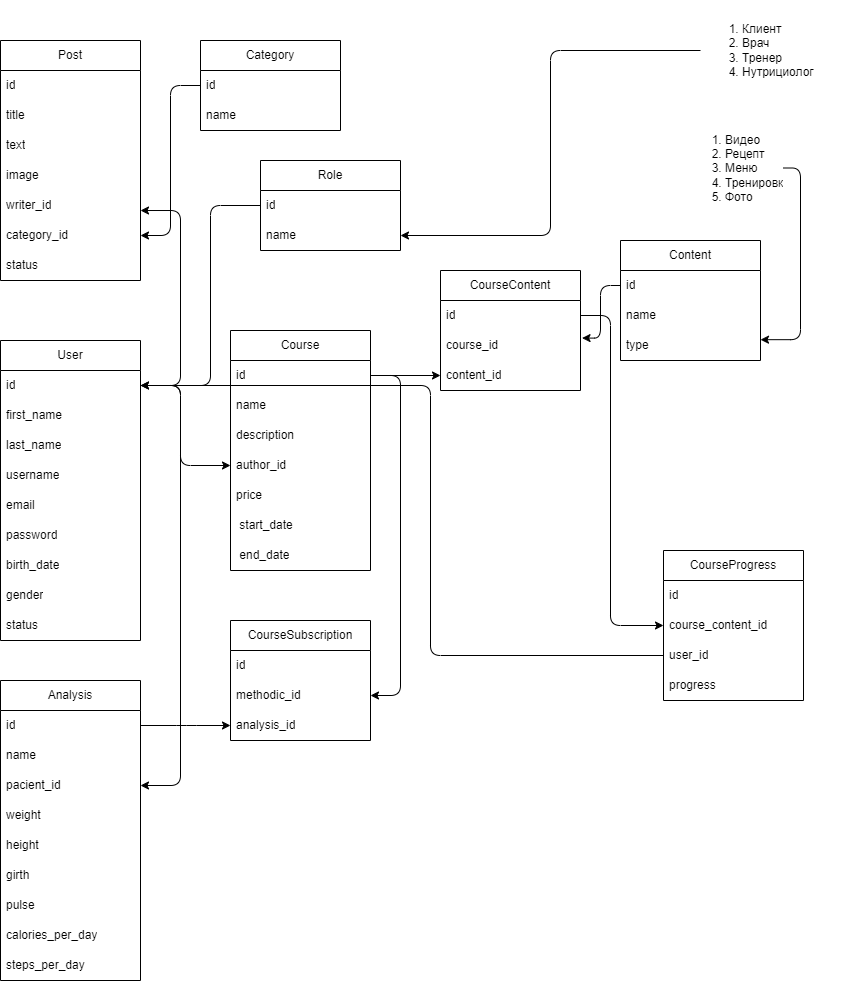 1. Клиент
2. Врач
3. Тренер
4. Нутрициолог
Post
id
title
text
image
writer_id
category_id
status
Category
id
name
Role
id
name
1. Видео
2. Рецепт
3. Меню
4. Тренировк
5. Фото
Content
id
name
type
CourseContent
id
course_id
content_id
User
id
first_name
last_name
username
email
password
birth_date
gender
status
Course
id
name
description
author_id
price
start_date
end_date
CourseProgress
id
course_content_id
user_id
progress
CourseSubscription
id
methodic_id
analysis_id
Analysis
id
name
pacient_id
weight
height
girth
pulse
calories_per_day
steps_per_day